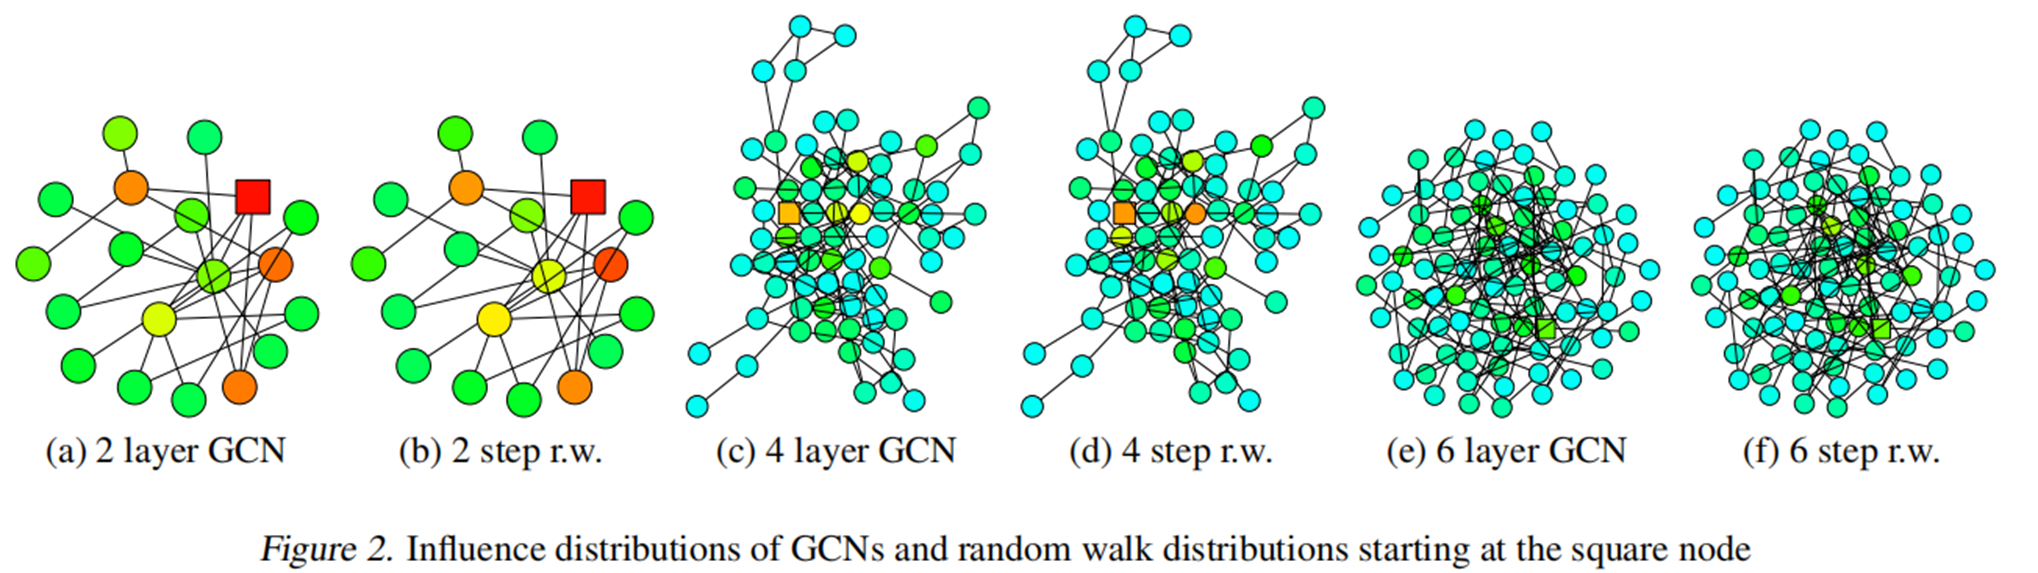 (a) 2 layer GCN (b) 2 step r.w. (c) 4 layer GCN (d) 4 step r.w. (e) 6 layer GCN (f) 6 step r.w.
Figure 2. Influence distributions of GCNs and random walk distributions starting at the square node